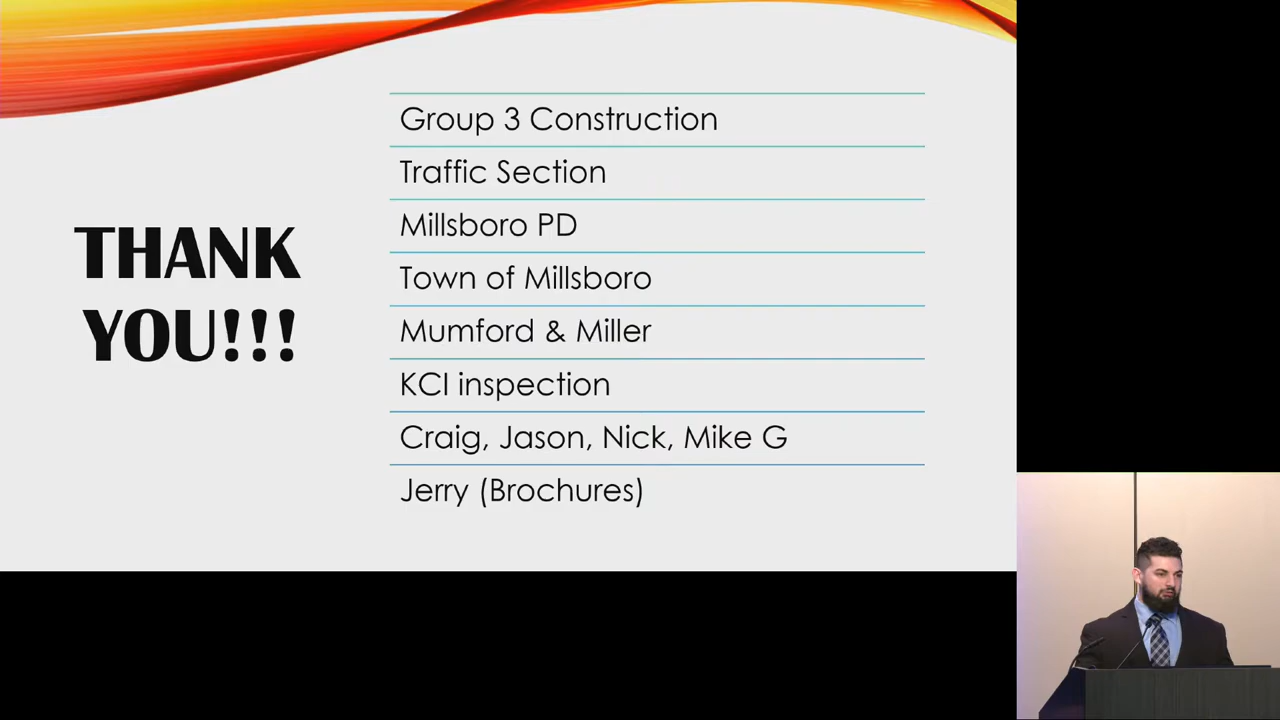 THANK
YOU!!!
Group 3 Construction
Traffic Section
Millsboro PD
Town of Millsboro
Mumford & Miller
KCI inspection
Craig, Jason, Nick, Mike G
Jerry (Brochures)